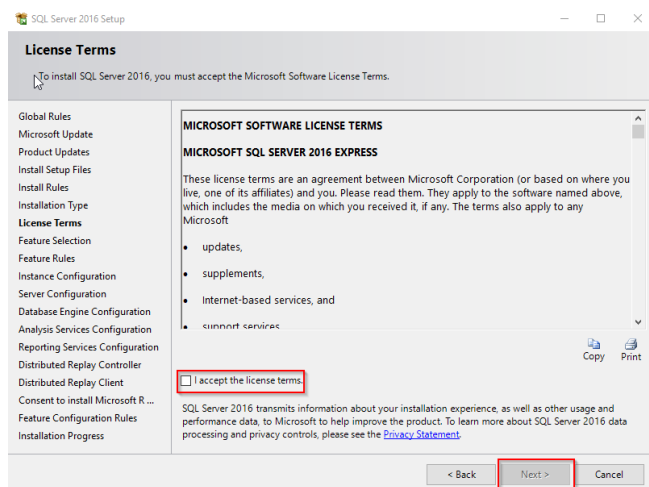 SQL Server 2016 Setup
License Terms
To install SQL Server 2016, you must accept the Microsoft Software License Terms.
Global Rules
Microsoft Update
Product Updates
Install Setup Files
Install Rules
Installation Type
License Terms
Feature Selection
Feature Rules
Instance Configuration
Server Configuration
Database Engine Configuration
Analysis Services Configuration
Reporting Services Configuration
Distributed Replay Controller
Distributed Replay Client
Consent to install Microsoft R ...
Feature Configuration Rules
Installation Progress
MICROSOFT SOFTWARE LICENSE TERMS
MICROSOFT SQL SERVER 2016 EXPRESS
These license terms are an agreement between Microsoft Corporation (or based on where you
live, one of its affiliates) and you. Please read them. They apply to the software named above,
which includes the media on which you received it, if any. The terms also apply to any
Microsoft
• updates,
• supplements,
• Internet-based services, and
• support services
Copy Print
I accept the license terms.
SQL Server 2016 transmits information about your installation experience, as well as other usage and
performance data, to Microsoft to help improve the product. To learn more about SQL Server 2016 data
processing and privacy controls, please see the Privacy Statement.
< Back Next > Cancel